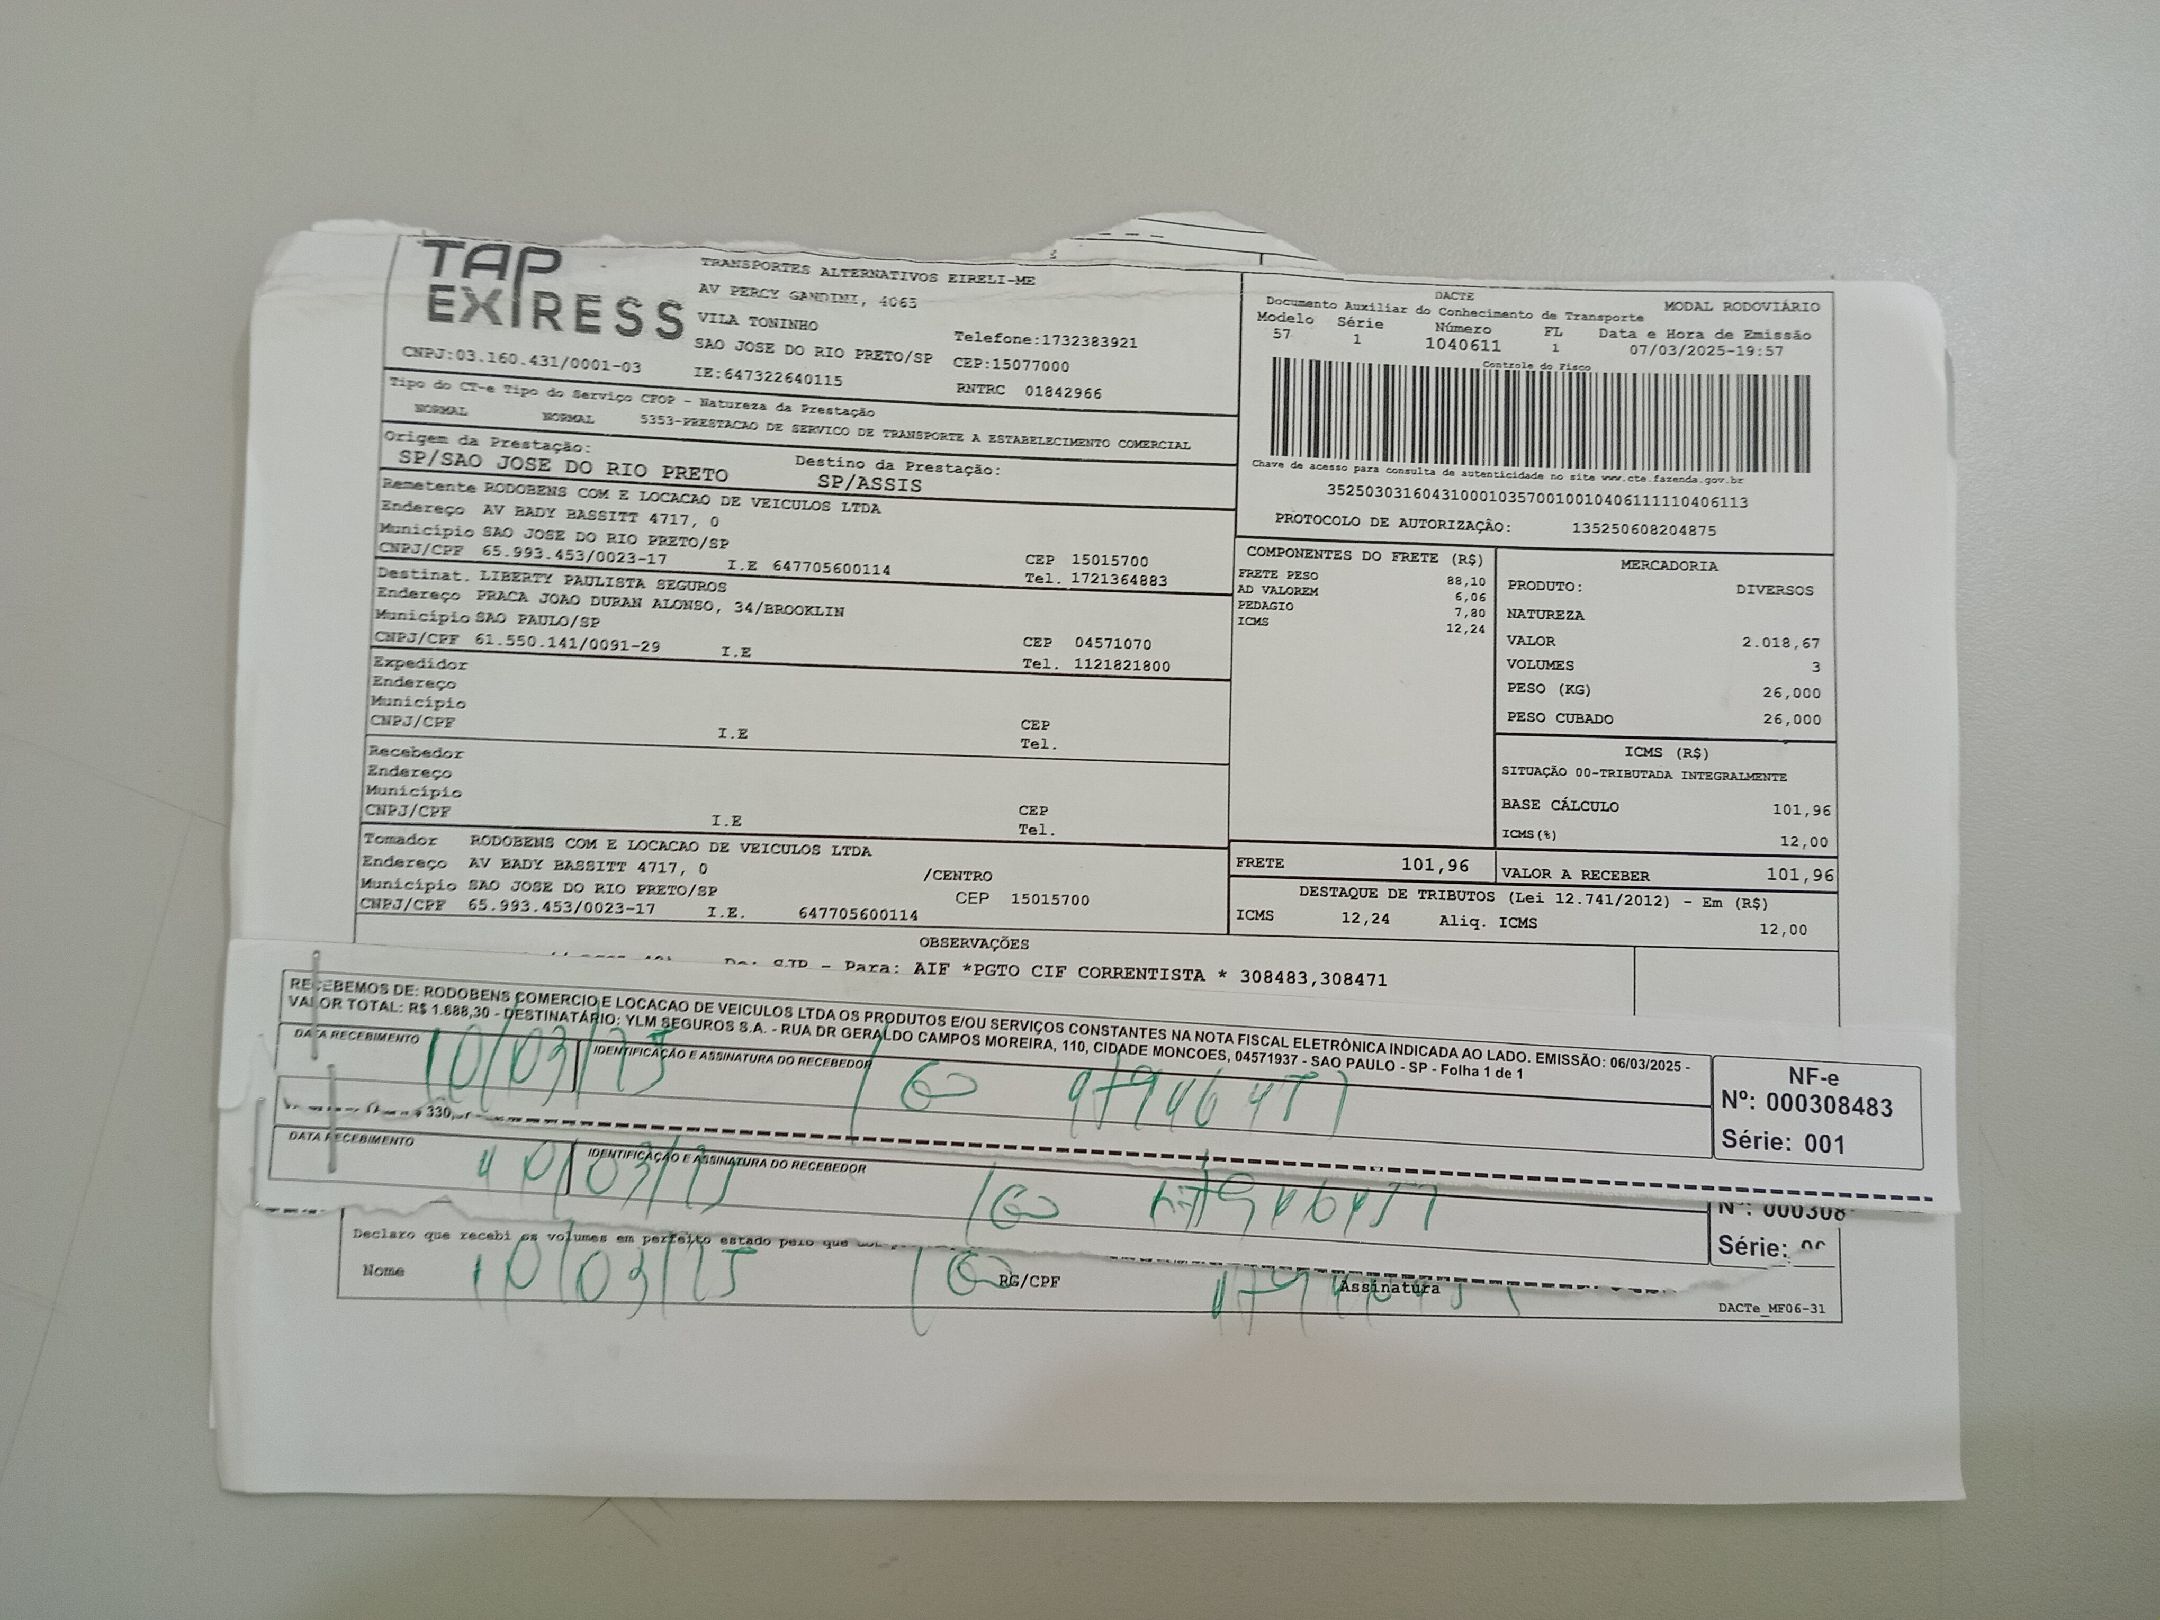 TAP
EXPRESS
TRANSPORTES ALTERNATIVOS EIRELI-ME
AV PERCY GANDINI, 4065
VILA TONINHO
Telefone:1732383921
SAO JOSE DO RIO PRETO/SP CEP:15077000
CNPJ:03.160.431/0001-03 IE:647322640115 RNTRC 01842966
DACTE MODAL RODOVIÁRIO
Documento Auxiliar do Conhecimento de Transporte
Modelo Série Número FL Data e Hora de Emissão
57 1 1040611 1 07/03/2025-19:57
Controle do Fisco
Chave de acesso para consulta de autenticidade no site www.cte.fazenda.gov.br
35250303160431000103570010010406111110406113
PROTOCOLO DE AUTORIZAÇÂO: 135250608204875
Tipo do CT-e Tipo do Serviço CFOP - Natureza da Prestação
NORMAL NORMAL 5353-PRESTACAO DE SERVICO DE TRANSPORTE A ESTABELECIMENTO COMERCIAL
Origem da Prestação: Destino da Prestação:
SP/SAO JOSE DO RIO PRETO SP/ASSIS
Remetente RODOBENS COM E LOCACAO DE VEICULOS LTDA
Endereço AV BADY BASSITT 4717, 0
Município SAO JOSE DO RIO PRETO/SP CEP 15015700
CNPJ/CPF 65.993.453/0023-17 I.E 647705600114 Tel. 1721364883
Destinat. LIBERTY PAULISTA SEGUROS
Endereço PRACA JOAO DURAN ALONSO, 34/BROOKLIN
Município SAO PAULO/SP CEP 04571070
CNPJ/CPF 61.550.141/0091-29 I.E Tel. 1121821800
Expedidor
Endereço
Município CEP
CNPJ/CPF I.E Tel.
Recebedor
Endereço
Município CEP
CNPJ/CPF I.E Tel.
Tomador RODOBENS COM E LOCACAO DE VEICULOS LTDA
Endereço AV BADY BASSITT 4717, 0 /CENTRO
Município SAO JOSE DO RIO PRETO/SP CEP 15015700
CNPJ/CPF 65.993.453/0023-17 I.E. 647705600114
COMPONENTES DO FRETE (R$)
FRETE PESO 88,10
AD VALOREM 6,06
PEDAGIO 7,80
ICMS 12,24
MERCADORIA
PRODUTO: DIVERSOS
NATUREZA
VALOR 2.018,67
VOLUMES 3
PESO (KG) 26,000
PESO CUBADO 26,000
ICMS (R$)
SITUAÇÃO 00-TRIBUTADA INTEGRALMENTE
BASE CÁLCULO 101,96
ICMS(%) 12,00
FRETE 101,96 VALOR A RECEBER 101,96
DESTAQUE DE TRIBUTOS (Lei 12.741/2012) - Em (R$)
ICMS 12,24 Aliq. ICMS 12,00
OBSERVAÇÕES
De: SJP - Para: AIF *PGTO CIF CORRENTISTA * 308483,308471
RECEBEMOS DE: RODOBENS COMERCIO E LOCACAO DE VEICULOS LTDA OS PRODUTOS E/OU SERVIÇOS CONSTANTES NA NOTA FISCAL ELETRÔNICA INDICADA AO LADO. EMISSÃO: 06/03/2025 -
VALOR TOTAL: R$ 1.688,30 - DESTINATÁRIO: YLM SEGUROS S.A. - RUA DR GERALDO CAMPOS MOREIRA, 110, CIDADE MONCOES, 04571937 - SAO PAULO - SP - Folha 1 de 1
DATA RECEBIMENTO IDENTIFICAÇÃO E ASSINATURA DO RECEBEDOR
10/03/25
NF-e
Nº: 000308483
Série: 001
DATA RECEBIMENTO IDENTIFICAÇÃO E ASSINATURA DO RECEBEDOR
10/03/25
Série:
Declaro que recebi os volumes em perfeito estado pelo que
Nome RG/CPF Assinatura
10/03/25
DACTe_MF06-31